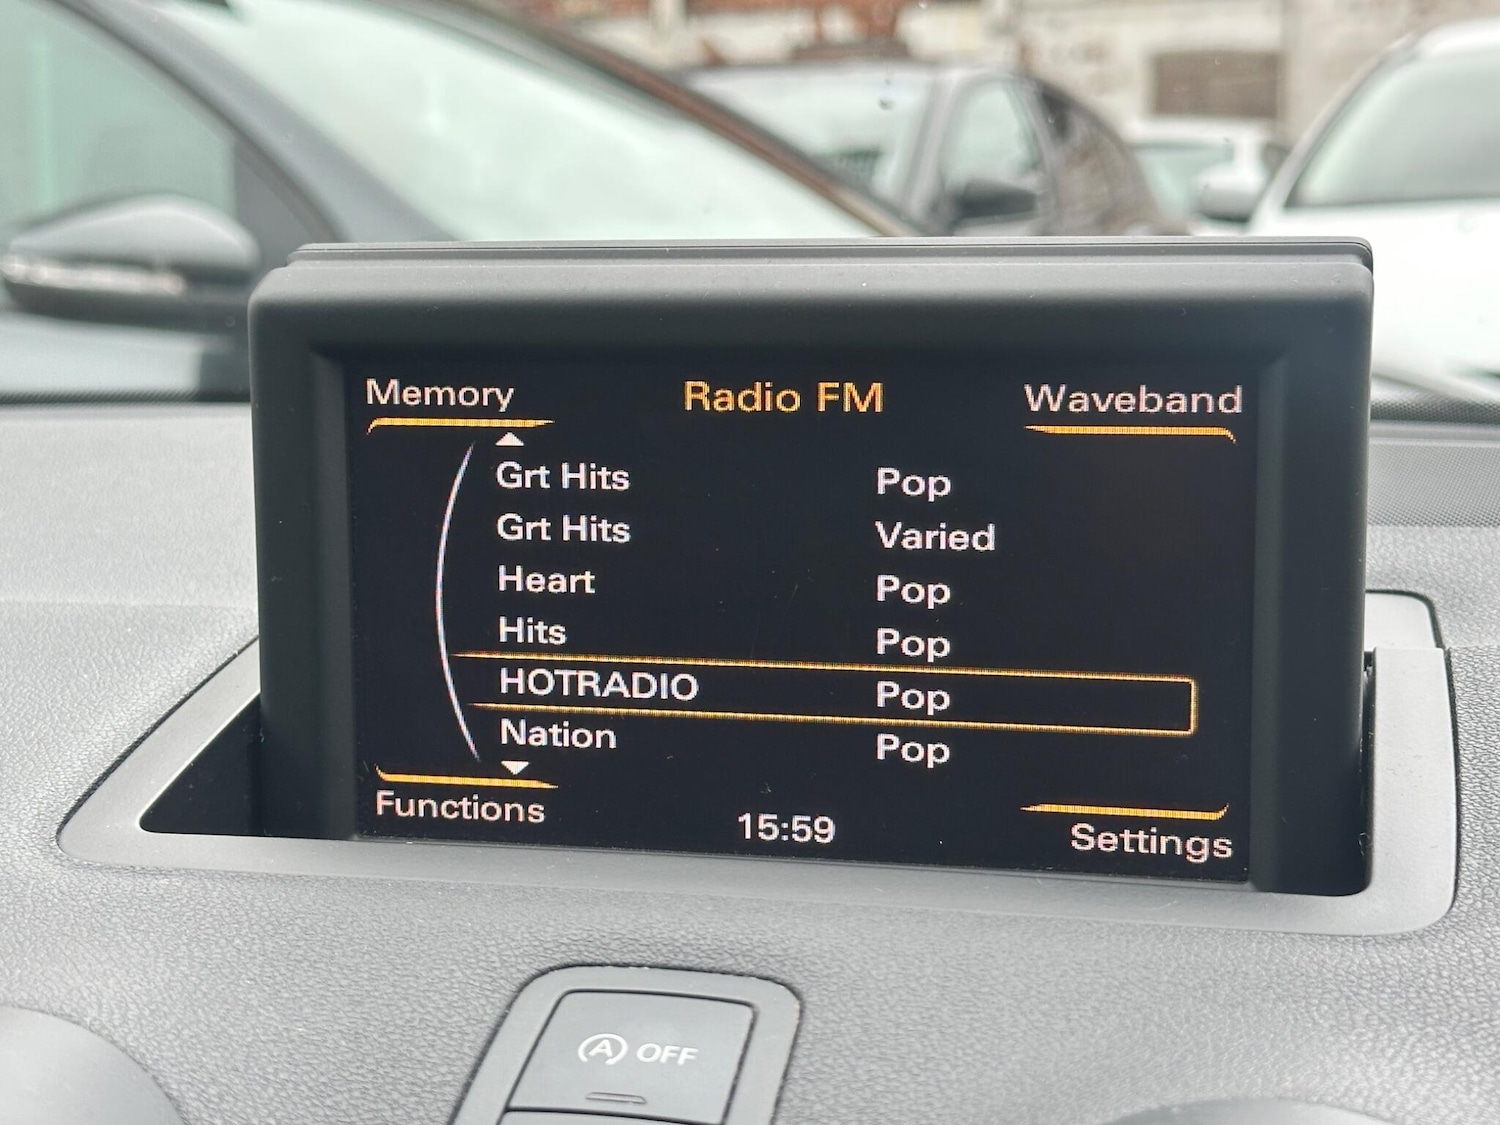 Memory Radio FM Waveband
Grt Hits Pop
Grt Hits Varied
Heart Pop
Hits Pop
HOTRADIO Pop
Nation Pop
Functions 15:59 Settings
A OFF